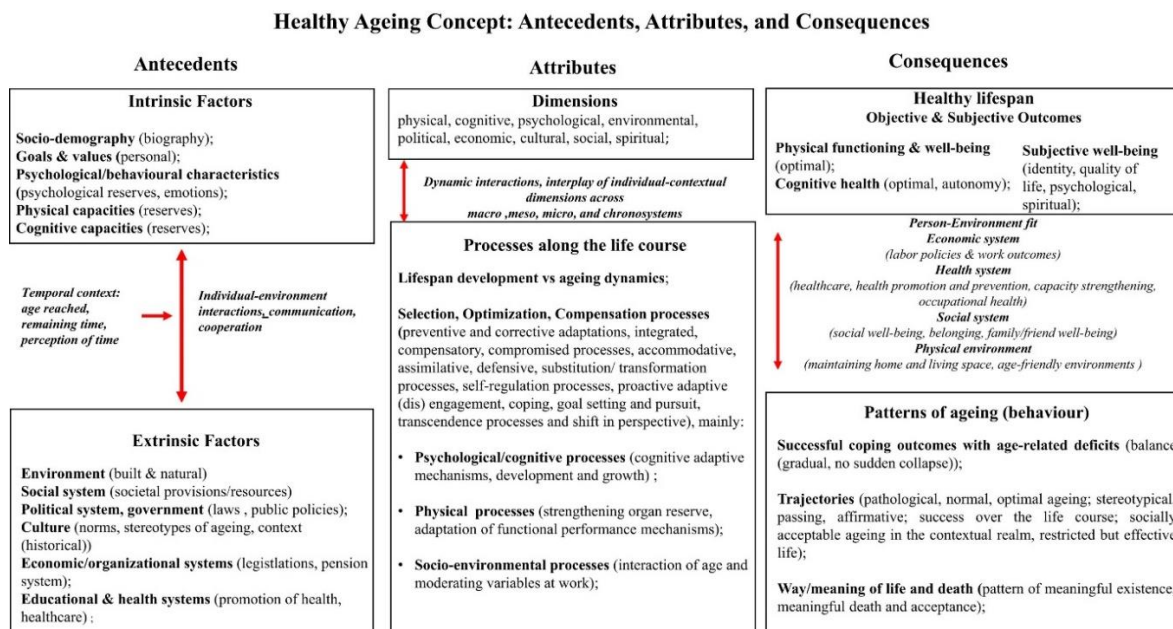 Healthy Ageing Concept: Antecedents, Attributes, and Consequences
Antecedents
Intrinsic Factors
Socio-demography (biography);
Goals & values (personal);
Psychological/behavioural characteristics
(psychological reserves, emotions);
Physical capacities (reserves);
Cognitive capacities (reserves);
Temporal context:
age reached,
remaining time,
perception of time
Individual-environment
interactions, communication,
cooperation
Extrinsic Factors
Environment (built & natural)
Social system (societal provisions/resources)
Political system, government (laws , public policies);
Culture (norms, stereotypes of ageing, context
(historical))
Economic/organizational systems (legistlations, pension
system);
Educational & health systems (promotion of health,
healthcare) ;
Attributes
Dimensions
physical, cognitive, psychological, environmental,
political, economic, cultural, social, spiritual;
Dynamic interactions, interplay of individual-contextual
dimensions across
macro ,meso, micro, and chronosystems
Processes along the life course
Lifespan development vs ageing dynamics;
Selection, Optimization, Compensation processes
(preventive and corrective adaptations, integrated,
compensatory, compromised processes, accommodative,
assimilative, defensive, substitution/ transformation
processes, self-regulation processes, proactive adaptive
(dis) engagement, coping, goal setting and pursuit,
transcendence processes and shift in perspective), mainly:
• Psychological/cognitive processes (cognitive adaptive
mechanisms, development and growth) ;
• Physical processes (strengthening organ reserve,
adaptation of functional performance mechanisms);
• Socio-environmental processes (interaction of age and
moderating variables at work);
Consequences
Healthy lifespan
Objective & Subjective Outcomes
Physical functioning & well-being
(optimal);
Cognitive health (optimal, autonomy);
Subjective well-being
(identity, quality of
life, psychological,
spiritual);
Person-Environment fit
Economic system
(labor policies & work outcomes)
Health system
(healthcare, health promotion and prevention, capacity strengthening,
occupational health)
Social system
(social well-being, belonging, family/friend well-being)
Physical environment
(maintaining home and living space, age-friendly environments )
Patterns of ageing (behaviour)
Successful coping outcomes with age-related deficits (balance
(gradual, no sudden collapse));
Trajectories (pathological, normal, optimal ageing; stereotypical,
passing, affirmative; success over the life course; socially
acceptable ageing in the contextual realm, restricted but effective
life);
Way/meaning of life and death (pattern of meaningful existence,
meaningful death and acceptance);